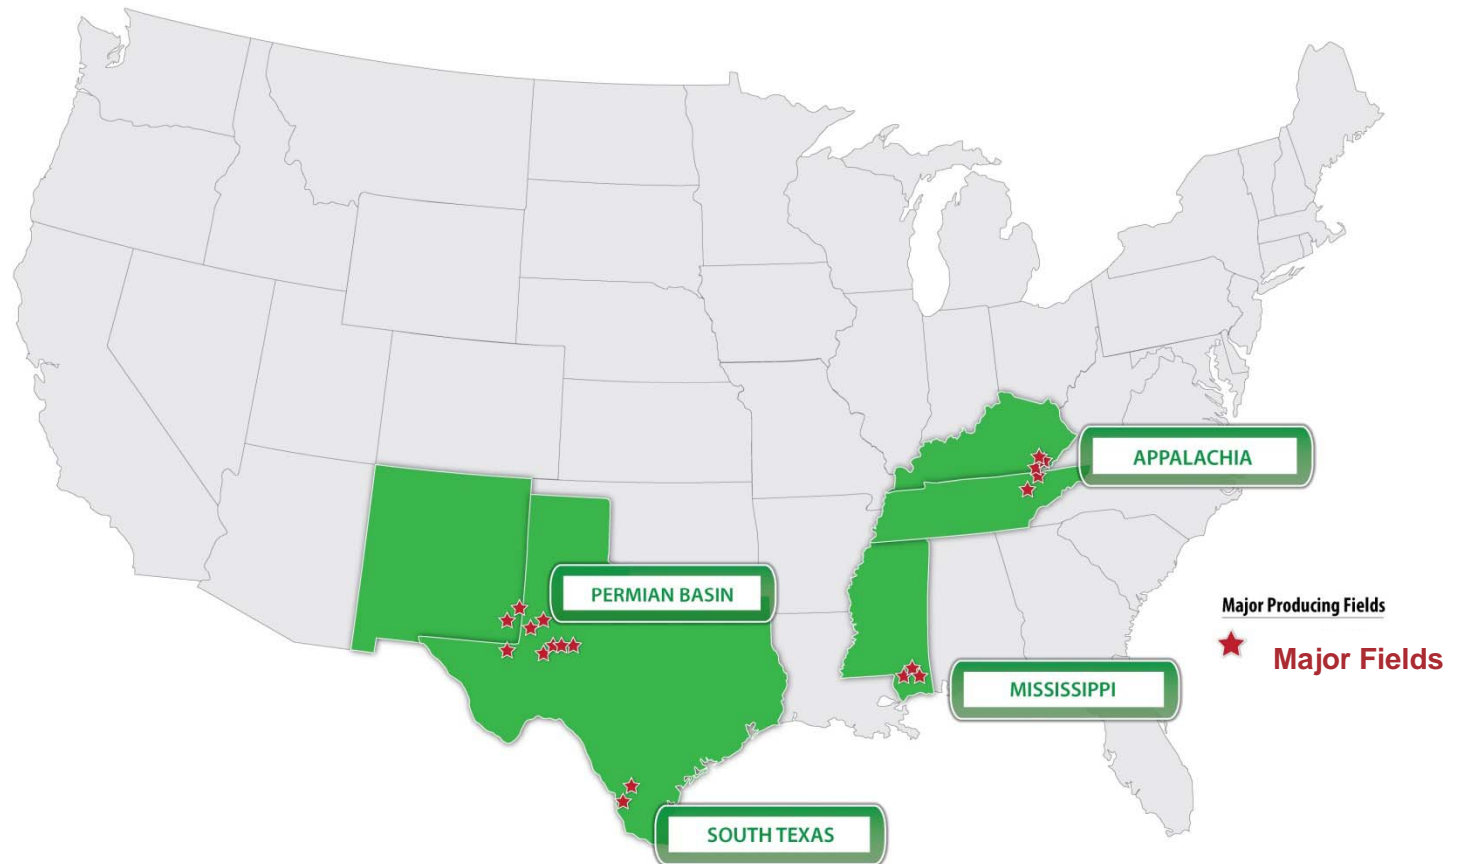 APPALACHIA
PERMIAN BASIN
Major Producing Fields
Major Fields
MISSISSIPPI
SOUTH TEXAS